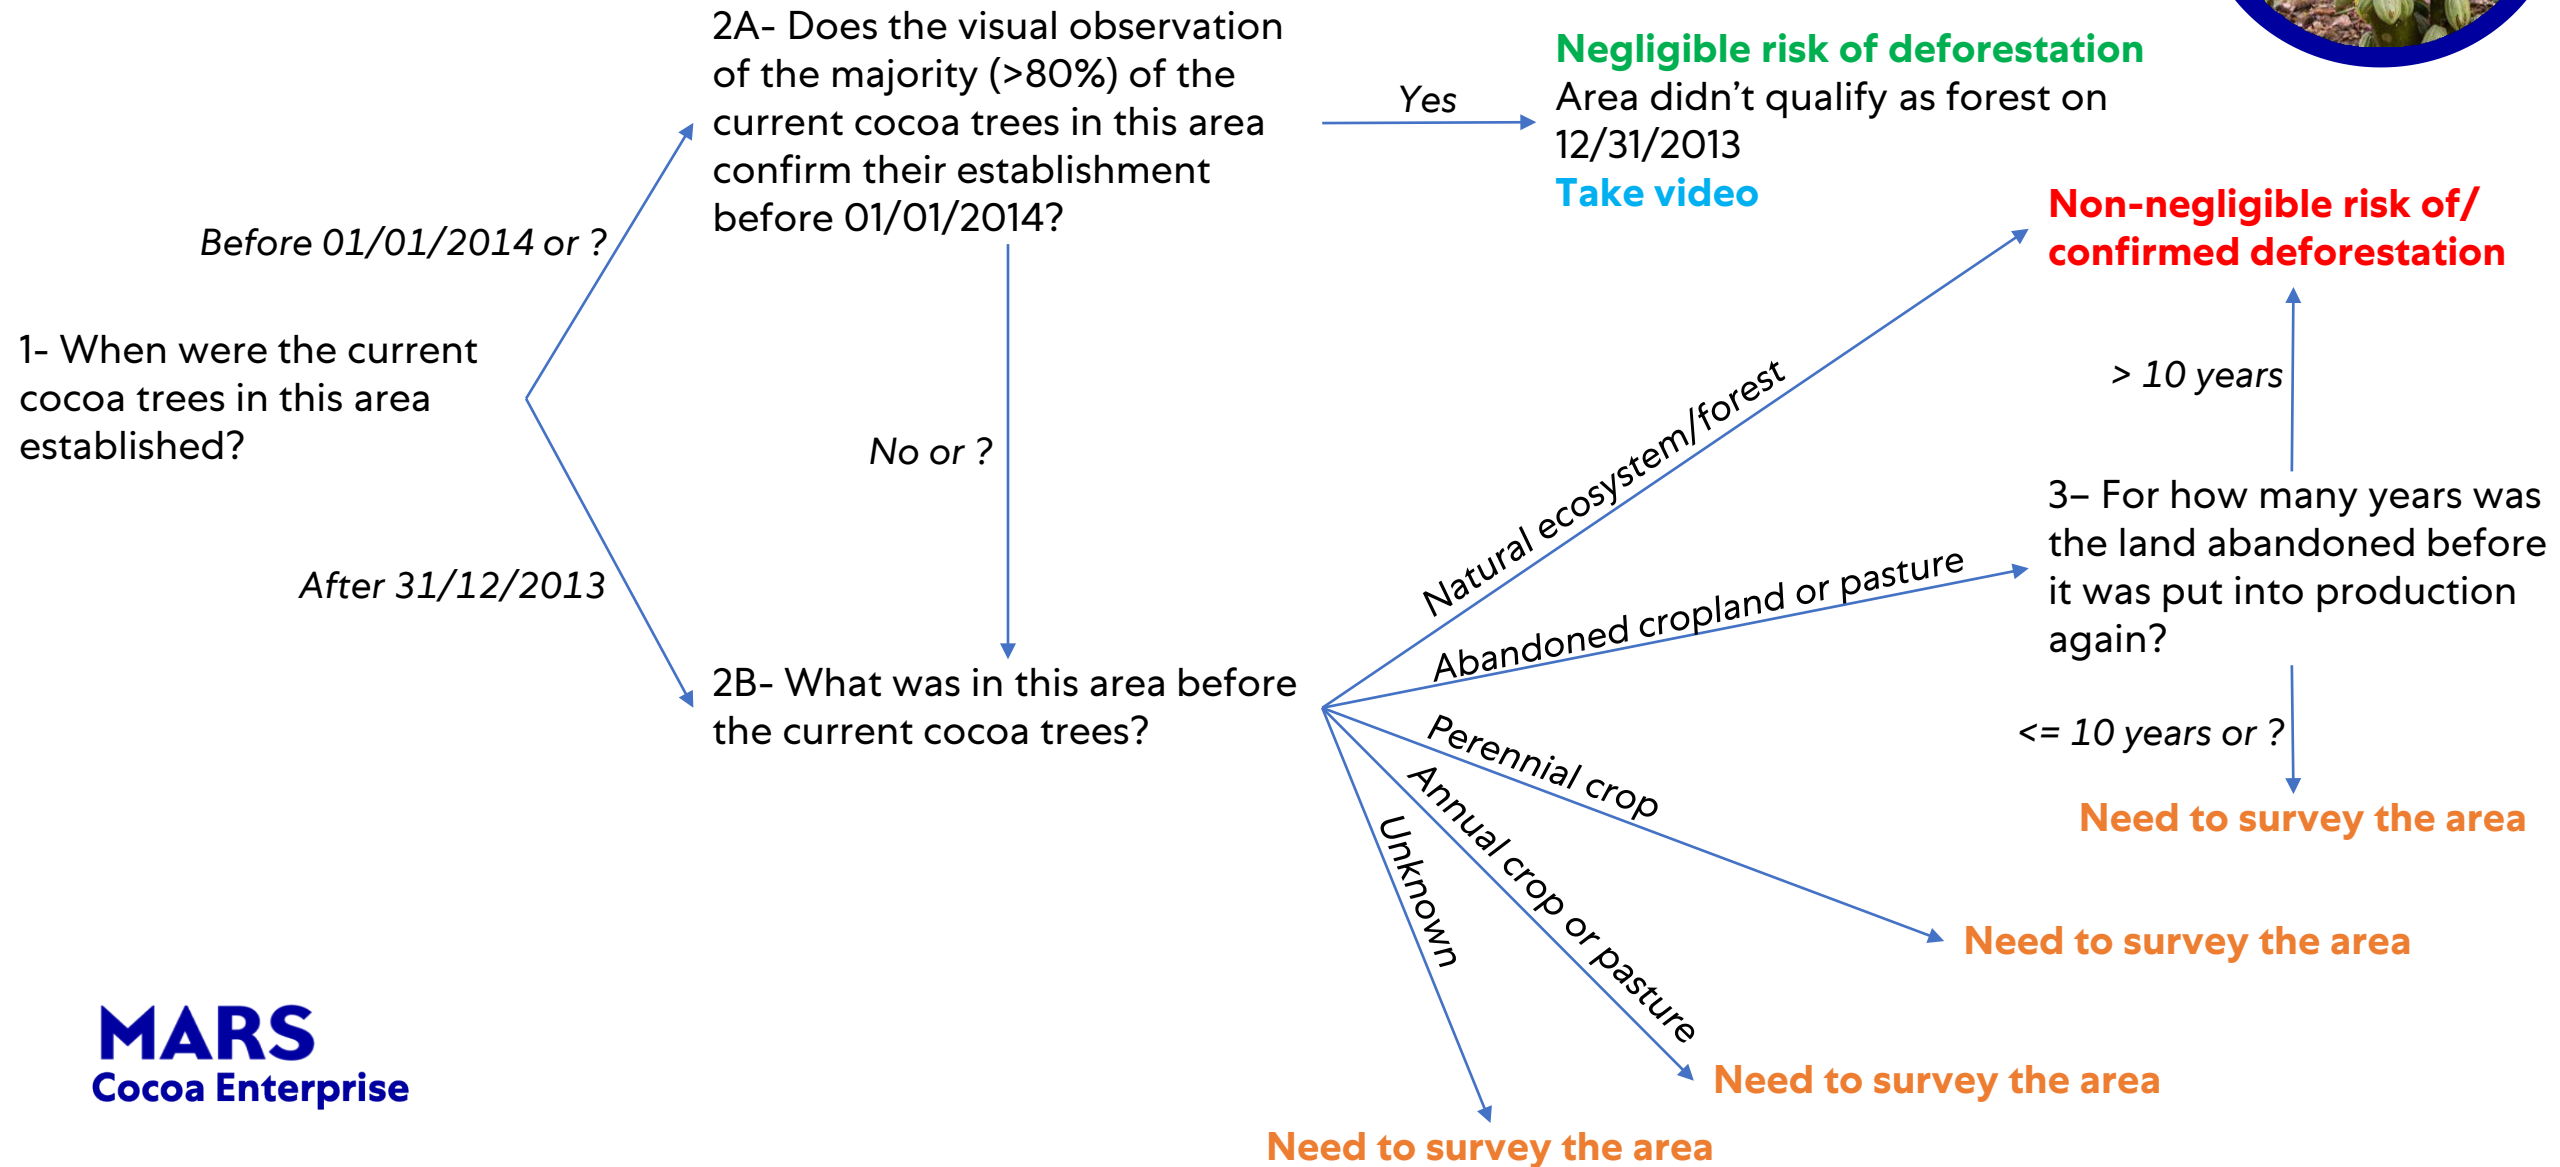 2A- Does the visual observation
of the majority (>80%) of the
current cocoa trees in this area
confirm their establishment
before 01/01/2014?
Yes
Negligible risk of deforestation
Area didn't qualify as forest on
12/31/2013
Take video
Before 01/01/2014 or ?
Non-negligible risk of/
confirmed deforestation
1- When were the current
cocoa trees in this area
established?
No or ?
> 10 years
After 31/12/2013
Natural ecosystem/forest
Abandoned cropland or pasture
3– For how many years was
the land abandoned before
it was put into production
again?
2B- What was in this area before
the current cocoa trees?
<= 10 years or ?
Need to survey the area
Perennial crop
Need to survey the area
Annual crop or pasture
Need to survey the area
Unknown
Need to survey the area
MARS
Cocoa Enterprise